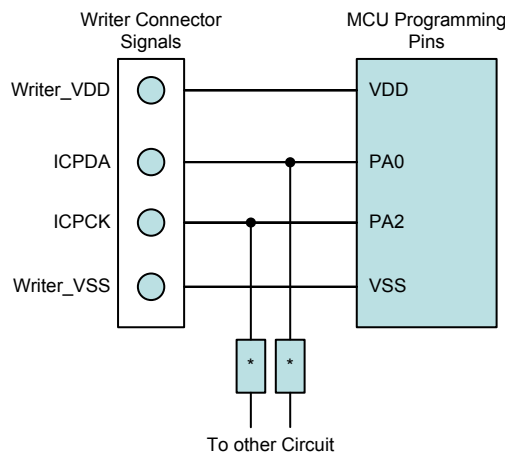 Writer Connector
Signals
MCU Programming
Pins
Writer_VDD
VDD
ICPDA
PA0
ICPCK
PA2
Writer_VSS
VSS
*
*
To other Circuit